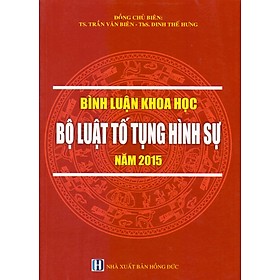 ĐỒNG CHỦ BIÊN:
TS. TRẦN VĂN BIÊN - ThS. ĐINH THẾ HƯNG
BÌNH LUẬN KHOA HỌC
BỘ LUẬT TỐ TỤNG HÌNH SỰ
NĂM 2015
NHÀ XUẤT BẢN HỒNG ĐỨC